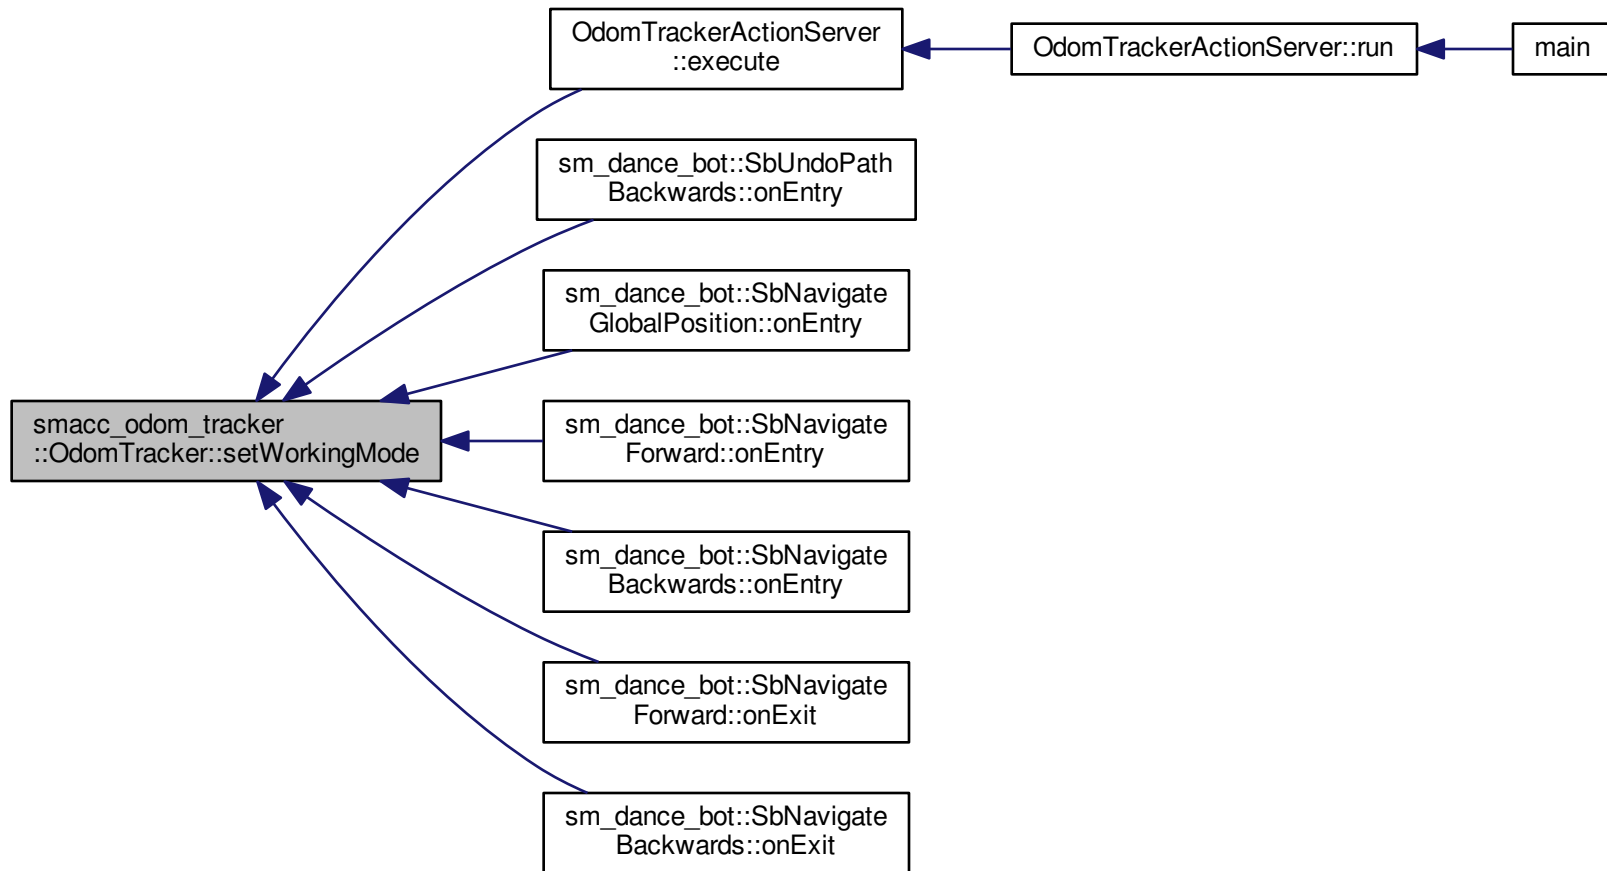 OdomTrackerActionServer
::execute
OdomTrackerActionServer::run
main
sm_dance_bot::SbUndoPath
Backwards::onEntry
sm_dance_bot::SbNavigate
GlobalPosition::onEntry
smacc_odom_tracker
::OdomTracker::setWorkingMode
sm_dance_bot::SbNavigate
Forward::onEntry
sm_dance_bot::SbNavigate
Backwards::onEntry
sm_dance_bot::SbNavigate
Forward::onExit
sm_dance_bot::SbNavigate
Backwards::onExit